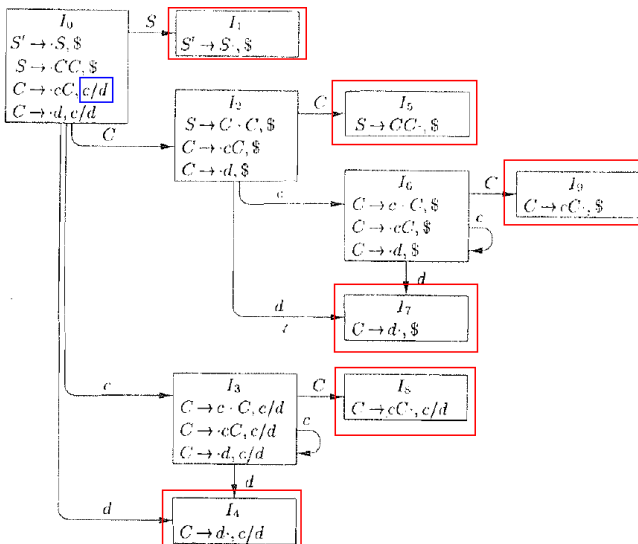 I₀
S' → ·S, $
S → ·CC, $
C → ·cC, c/d
C → ·d, c/d
S
I₁
S' → S·, $
C
I₂
S → C · C, $
C → ·cC, $
C → ·d, $
C
I₅
S → CC·, $
c
I₆
C → c · C, $
C → ·cC, $
C → ·d, $
C
I₉
C → cC·, $
c
d
d
I₇
C → d·, $
c
I₃
C → c · C, c/d
C → ·cC, c/d
C → ·d, c/d
C
I₈
C → cC·, c/d
c
d
d
I₄
C → d·, c/d